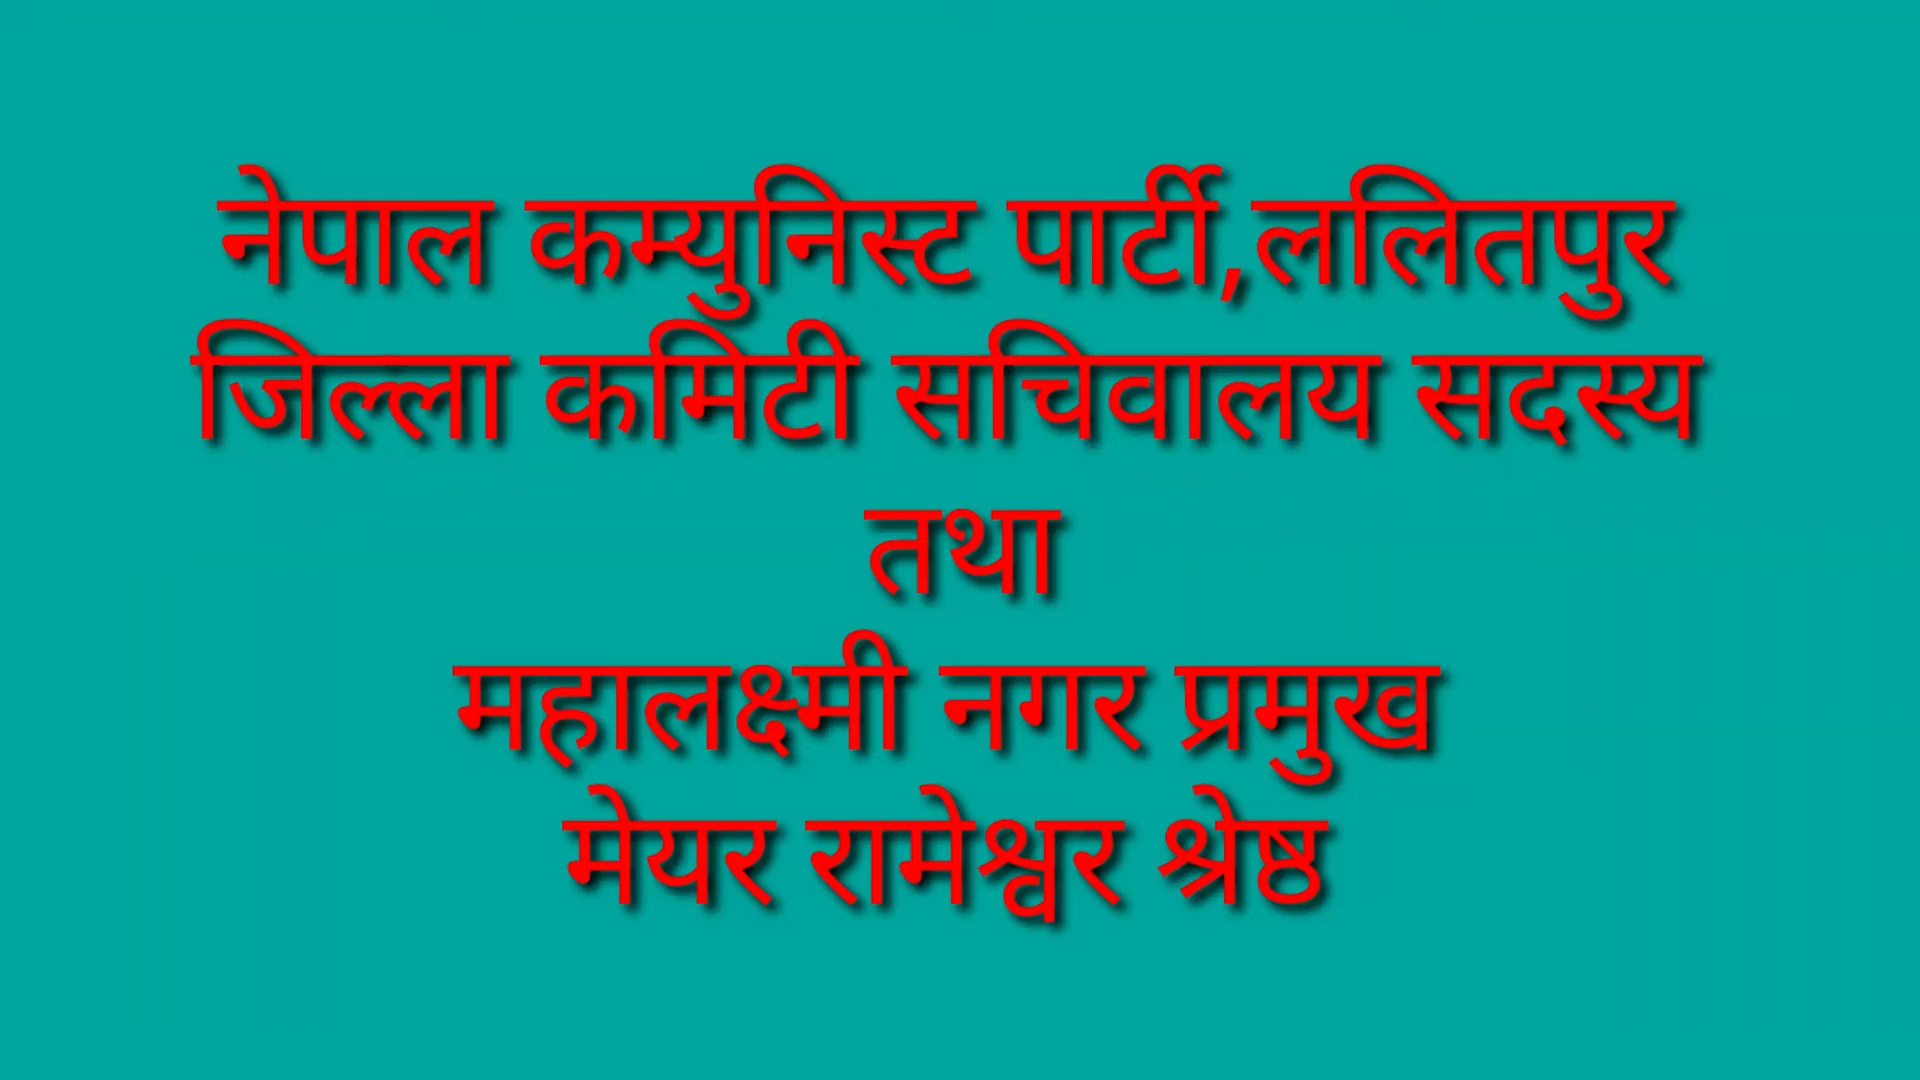 नेपाल कम्युनिस्ट पार्टी,ललितपुर
जिल्ला कमिटी सचिवालय सदस्य
तथा
महालक्ष्मी नगर प्रमुख
मेयर रामेश्वर श्रेष्ठ